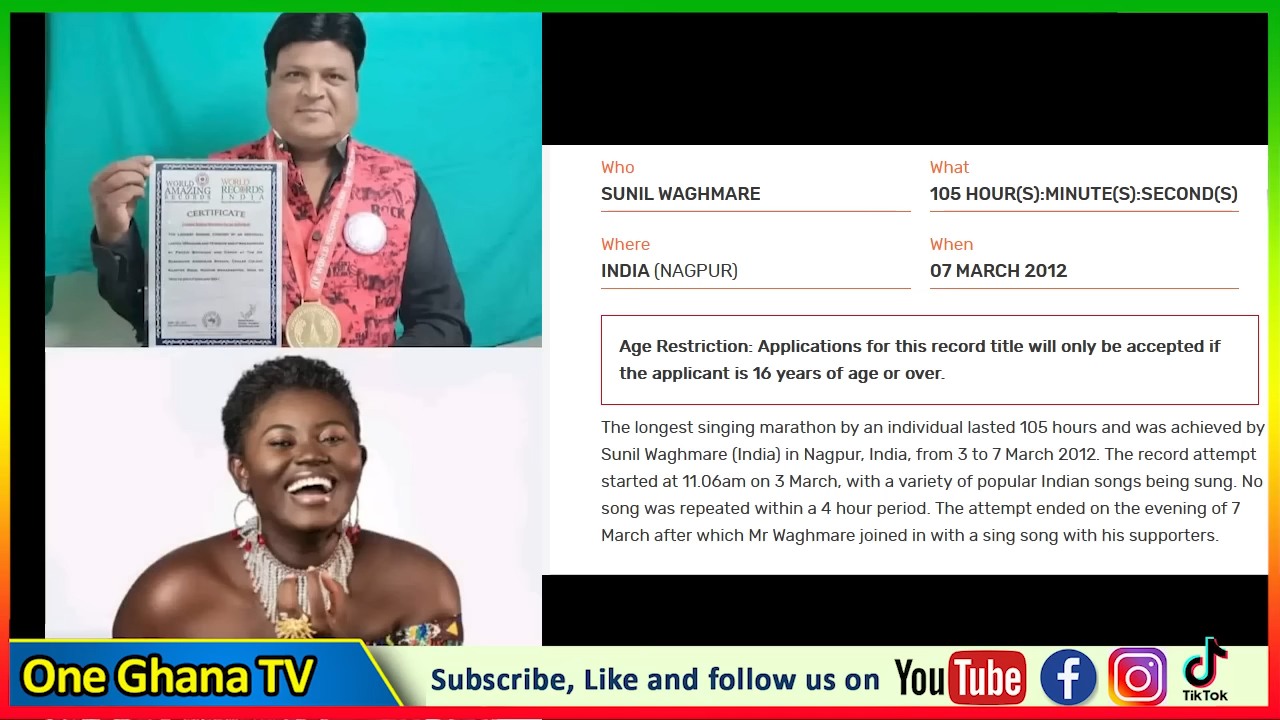 WORLD
AMAZING
RECORDS
WORLD
RECORDS
INDIA
CERTIFICATE
ROCK
Who
SUNIL WAGHMARE
What
105 HOUR(S):MINUTE(S):SECOND(S)
Where
INDIA (NAGPUR)
When
07 MARCH 2012
Age Restriction: Applications for this record title will only be accepted if
the applicant is 16 years of age or over.
The longest singing marathon by an individual lasted 105 hours and was achieved by
Sunil Waghmare (India) in Nagpur, India, from 3 to 7 March 2012. The record attempt
started at 11.06am on 3 March, with a variety of popular Indian songs being sung. No
song was repeated within a 4 hour period. The attempt ended on the evening of 7
March after which Mr Waghmare joined in with a sing song with his supporters.
One Ghana TV
Subscribe, Like and follow us on
YouTube
TikTok